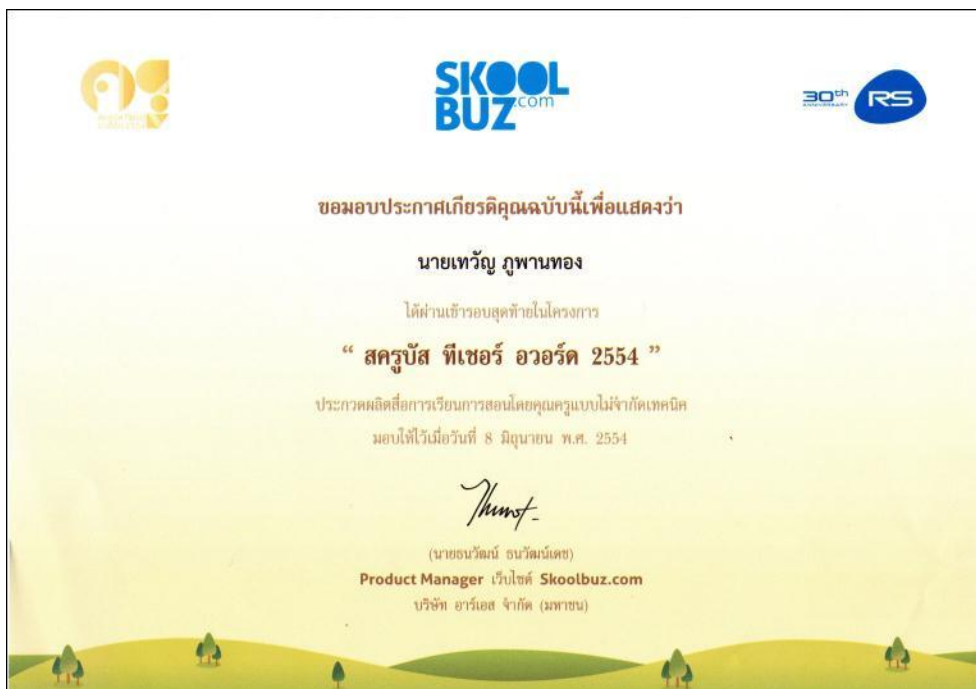 SKOOL
BUZ.com
30th
ANNIVERSARY
RS
ขอมอบประกาศเกียรติคุณฉบับนี้เพื่อแสดงว่า
นายเทวัญ ภูพานทอง
ได้ผ่านเข้ารอบสุดท้ายในโครงการ
“ สครูบัส ทีเชอร์ อวอร์ด 2554 ”
ประกวดผลิตสื่อการเรียนการสอนโดยคุณครูแบบไม่จำกัดเทคนิค
มอบให้ไว้เมื่อวันที่ 8 มิถุนายน พ.ศ. 2554
(นายธนวัฒน์ ธนวัฒน์เดช)
Product Manager เว็บไซต์ Skoolbuz.com
บริษัท อาร์เอส จำกัด (มหาชน)